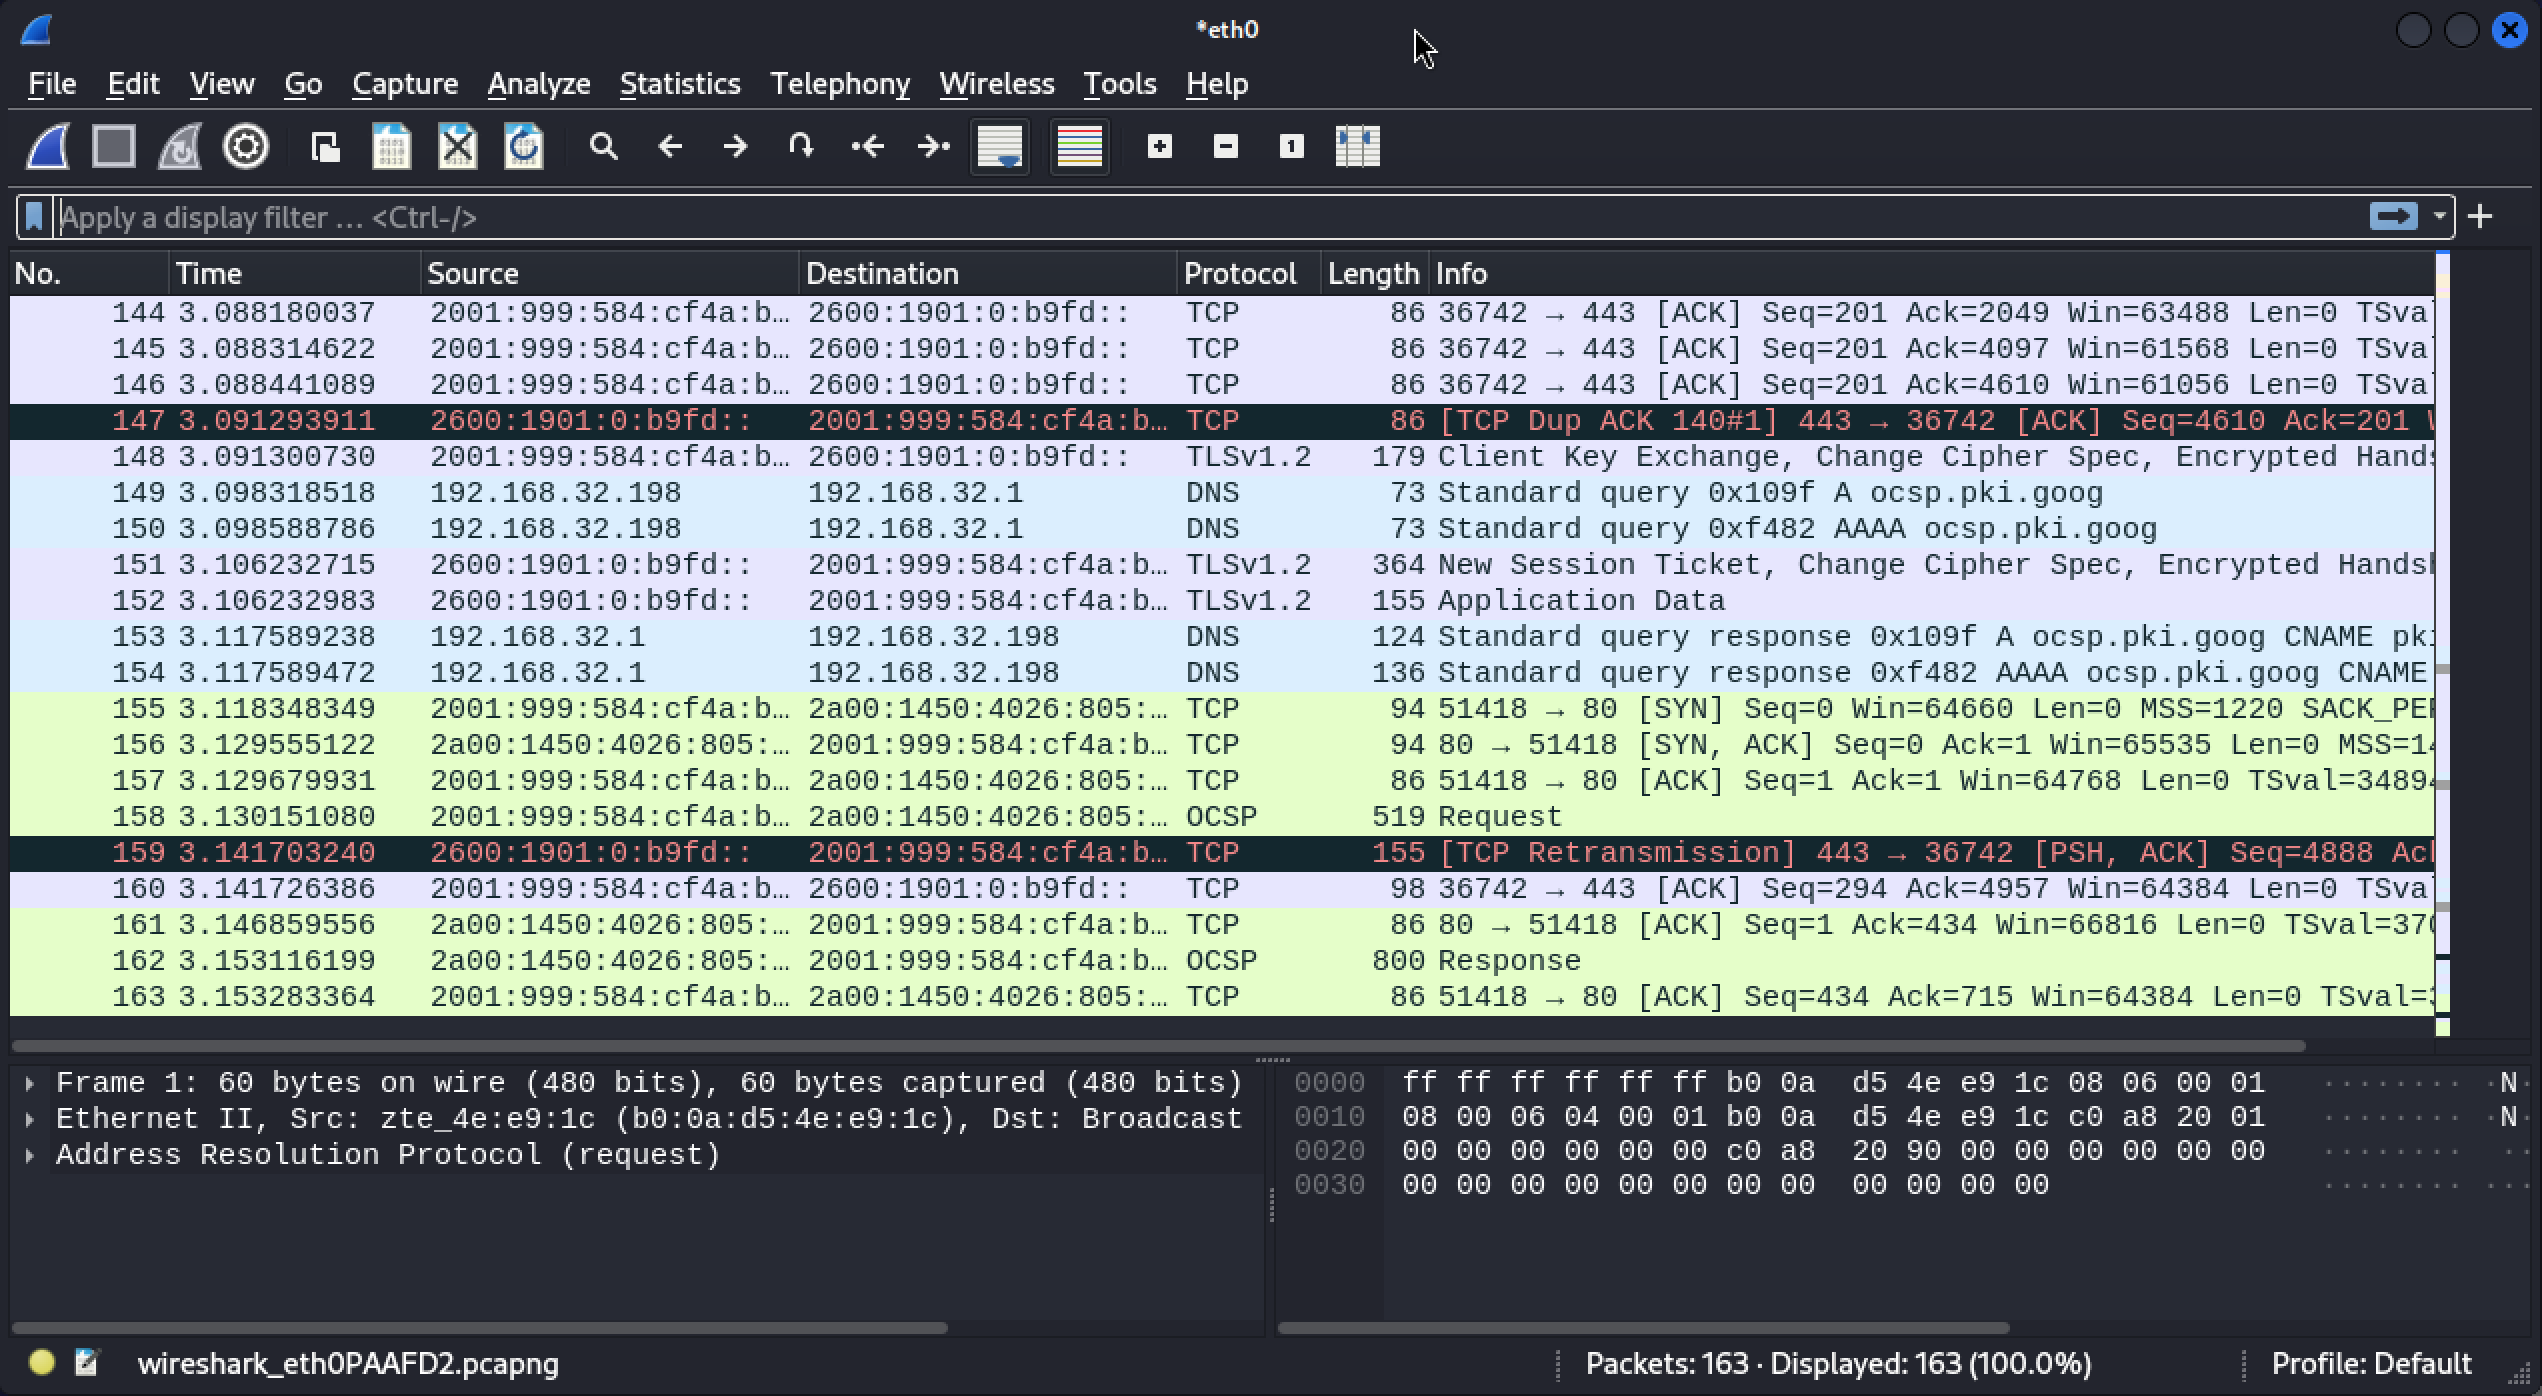 *eth0
File Edit View Go Capture Analyze Statistics Telephony Wireless Tools Help
Apply a display filter … <Ctrl-/>
No. Time Source Destination Protocol Length Info
144 3.088180037 2001:999:584:cf4a:b… 2600:1901:0:b9fd:: TCP 86 36742 → 443 [ACK] Seq=201 Ack=2049 Win=63488 Len=0 TSval
145 3.088314622 2001:999:584:cf4a:b… 2600:1901:0:b9fd:: TCP 86 36742 → 443 [ACK] Seq=201 Ack=4097 Win=61568 Len=0 TSval
146 3.088441089 2001:999:584:cf4a:b… 2600:1901:0:b9fd:: TCP 86 36742 → 443 [ACK] Seq=201 Ack=4610 Win=61056 Len=0 TSval
147 3.091293911 2600:1901:0:b9fd:: 2001:999:584:cf4a:b… TCP 86 [TCP Dup ACK 140#1] 443 → 36742 [ACK] Seq=4610 Ack=201
148 3.091300730 2001:999:584:cf4a:b… 2600:1901:0:b9fd:: TLSv1.2 179 Client Key Exchange, Change Cipher Spec, Encrypted Hands
149 3.098318518 192.168.32.198 192.168.32.1 DNS 73 Standard query 0x109f A ocsp.pki.goog
150 3.098588786 192.168.32.198 192.168.32.1 DNS 73 Standard query 0xf482 AAAA ocsp.pki.goog
151 3.106232715 2600:1901:0:b9fd:: 2001:999:584:cf4a:b… TLSv1.2 364 New Session Ticket, Change Cipher Spec, Encrypted Handsh
152 3.106232983 2600:1901:0:b9fd:: 2001:999:584:cf4a:b… TLSv1.2 155 Application Data
153 3.117589238 192.168.32.1 192.168.32.198 DNS 124 Standard query response 0x109f A ocsp.pki.goog CNAME pki
154 3.117589472 192.168.32.1 192.168.32.198 DNS 136 Standard query response 0xf482 AAAA ocsp.pki.goog CNAME
155 3.118348349 2001:999:584:cf4a:b… 2a00:1450:4026:805:… TCP 94 51418 → 80 [SYN] Seq=0 Win=64660 Len=0 MSS=1220 SACK_PER
156 3.129555122 2a00:1450:4026:805:… 2001:999:584:cf4a:b… TCP 94 80 → 51418 [SYN, ACK] Seq=0 Ack=1 Win=65535 Len=0 MSS=14
157 3.129679931 2001:999:584:cf4a:b… 2a00:1450:4026:805:… TCP 86 51418 → 80 [ACK] Seq=1 Ack=1 Win=64768 Len=0 TSval=34894
158 3.130151080 2001:999:584:cf4a:b… 2a00:1450:4026:805:… OCSP 519 Request
159 3.141703240 2600:1901:0:b9fd:: 2001:999:584:cf4a:b… TCP 155 [TCP Retransmission] 443 → 36742 [PSH, ACK] Seq=4888 Ack
160 3.141726386 2001:999:584:cf4a:b… 2600:1901:0:b9fd:: TCP 98 36742 → 443 [ACK] Seq=294 Ack=4957 Win=64384 Len=0 TSval
161 3.146859556 2a00:1450:4026:805:… 2001:999:584:cf4a:b… TCP 86 80 → 51418 [ACK] Seq=1 Ack=434 Win=66816 Len=0 TSval=370
162 3.153116199 2a00:1450:4026:805:… 2001:999:584:cf4a:b… OCSP 800 Response
163 3.153283364 2001:999:584:cf4a:b… 2a00:1450:4026:805:… TCP 86 51418 → 80 [ACK] Seq=434 Ack=715 Win=64384 Len=0 TSval=3
Frame 1: 60 bytes on wire (480 bits), 60 bytes captured (480 bits)
Ethernet II, Src: zte_4e:e9:1c (b0:0a:d5:4e:e9:1c), Dst: Broadcast
Address Resolution Protocol (request)
0000 ff ff ff ff ff ff b0 0a d5 4e e9 1c 08 06 00 01 ········ ·N·
0010 08 00 06 04 00 01 b0 0a d5 4e e9 1c c0 a8 20 01 ········ ·N·
0020 00 00 00 00 00 00 c0 a8 20 90 00 00 00 00 00 00 ········ ··
0030 00 00 00 00 00 00 00 00 00 00 00 00 ········ ···
wireshark_eth0PAAFD2.pcapng
Packets: 163 · Displayed: 163 (100.0%)
Profile: Default